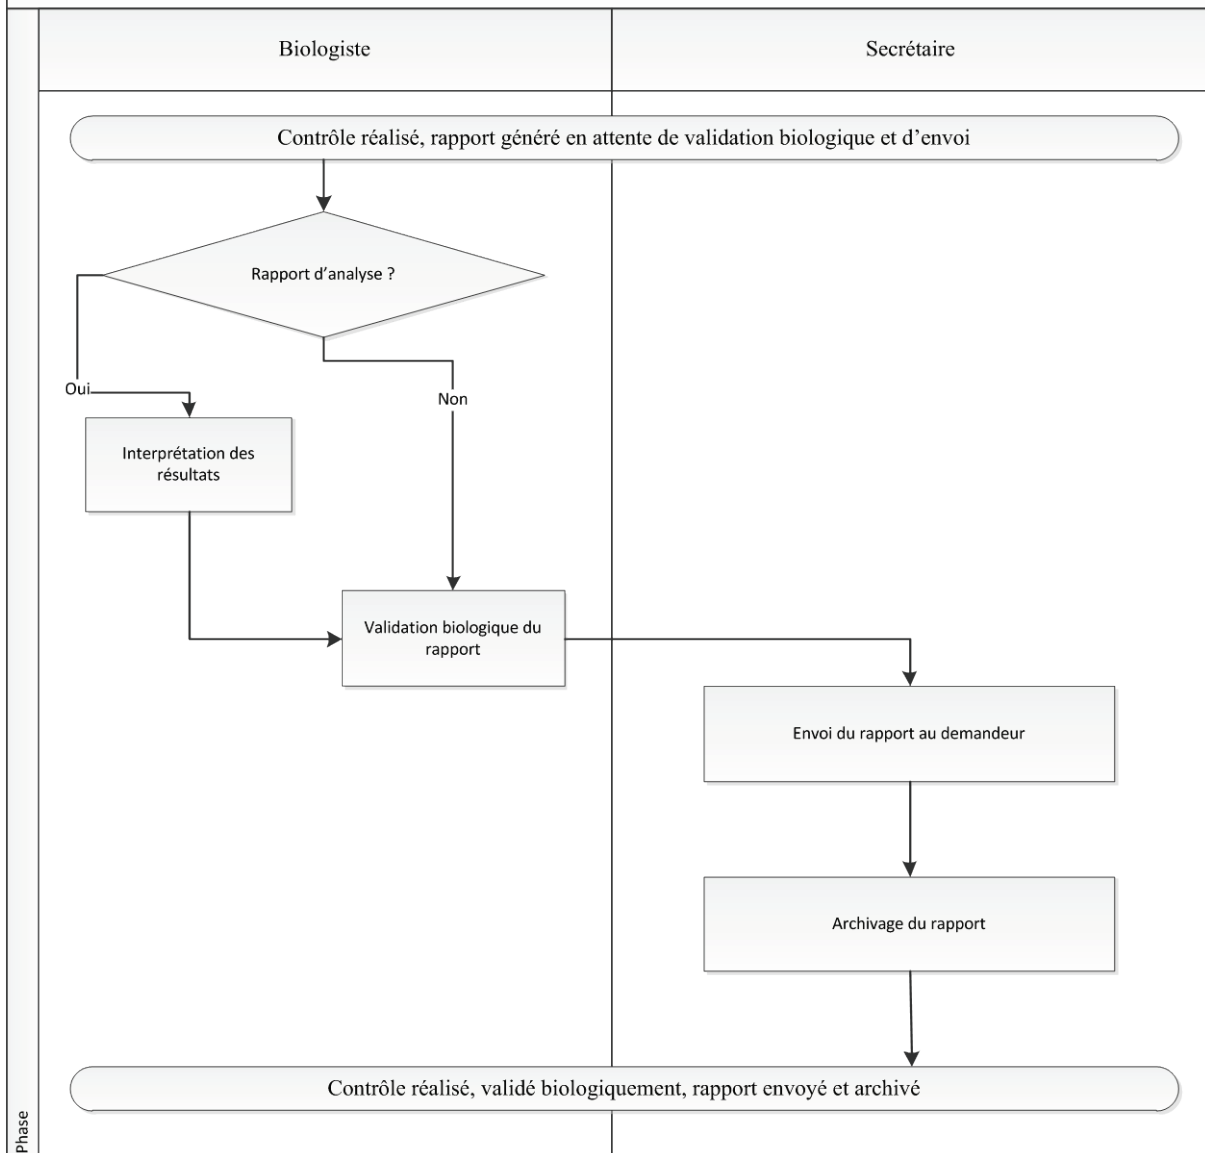 Biologiste
Secrétaire
Contrôle réalisé, rapport généré en attente de validation biologique et d’envoi
Rapport d’analyse ?
Oui
Non
Interprétation des
résultats
Validation biologique du
rapport
Envoi du rapport au demandeur
Archivage du rapport
Contrôle réalisé, validé biologiquement, rapport envoyé et archivé
Phase